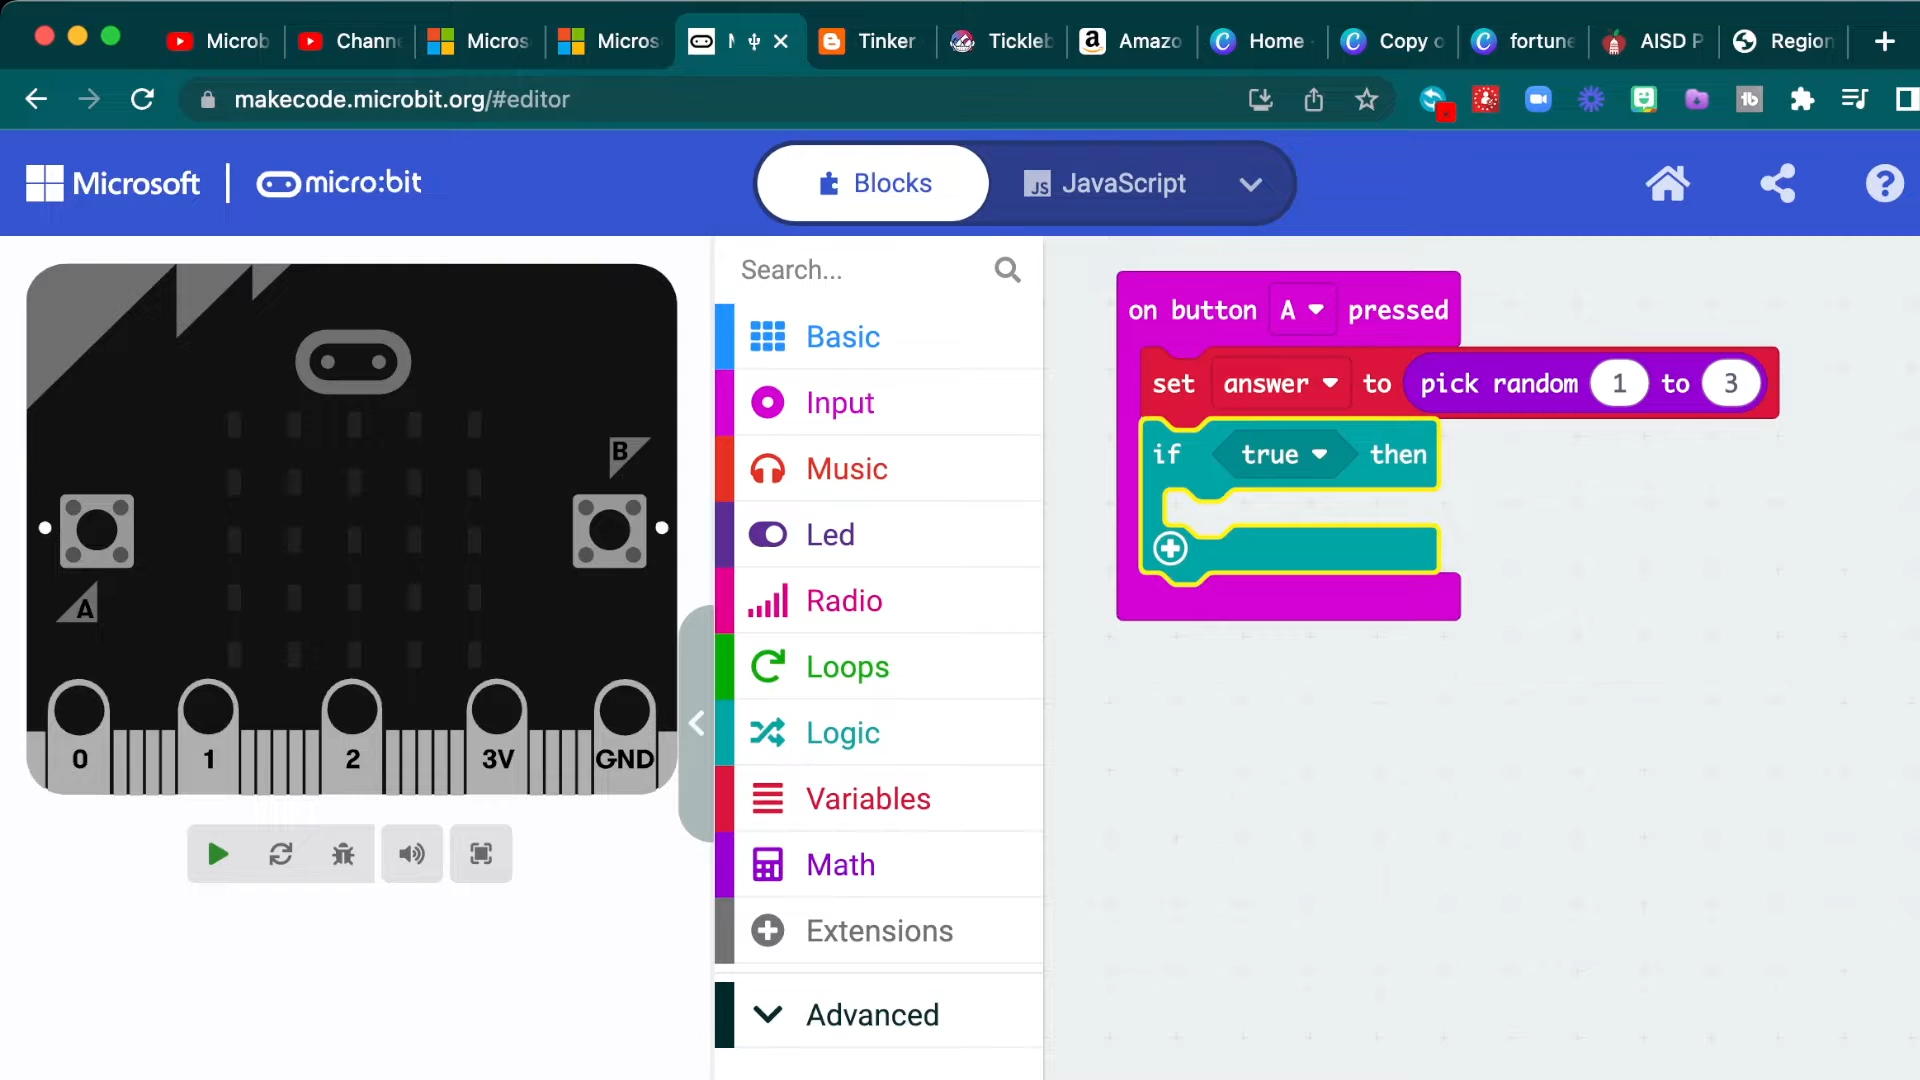 Microb
Chann
Micros
Micros
Tinker
Tickleb
Amazo
Home
Copy o
fortune
AISD P
Region
makecode.microbit.org/#editor
Microsoft
micro:bit
Blocks
JS JavaScript
Search...
Basic
Input
Music
Led
Radio
Loops
Logic
Variables
Math
Extensions
Advanced
B
A
0 1 2 3V GND
on button A pressed
set answer to pick random 1 to 3
if true then